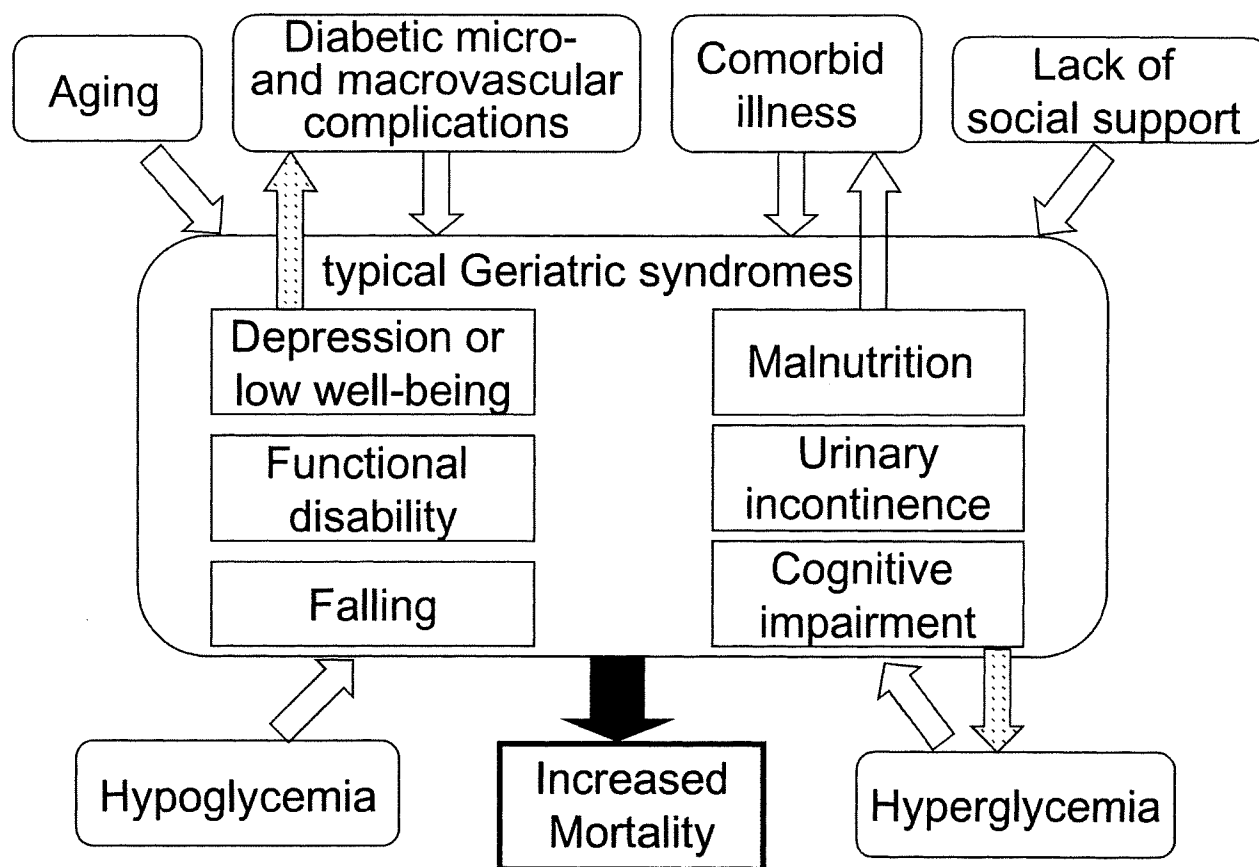 Aging
Diabetic micro-
and macrovascular
complications
Comorbid
illness
Lack of
social support
typical Geriatric syndromes
Depression or
low well-being
Functional
disability
Falling
Malnutrition
Urinary
incontinence
Cognitive
impairment
Hypoglycemia
Increased
Mortality
Hyperglycemia